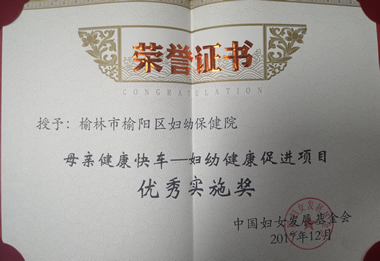 荣誉证书
CONGRATELATION
授予：榆林市榆阳区妇幼保健院
母亲健康快车—妇幼健康促进项目
优秀实施奖
中国妇女发展基金会
2017年12月